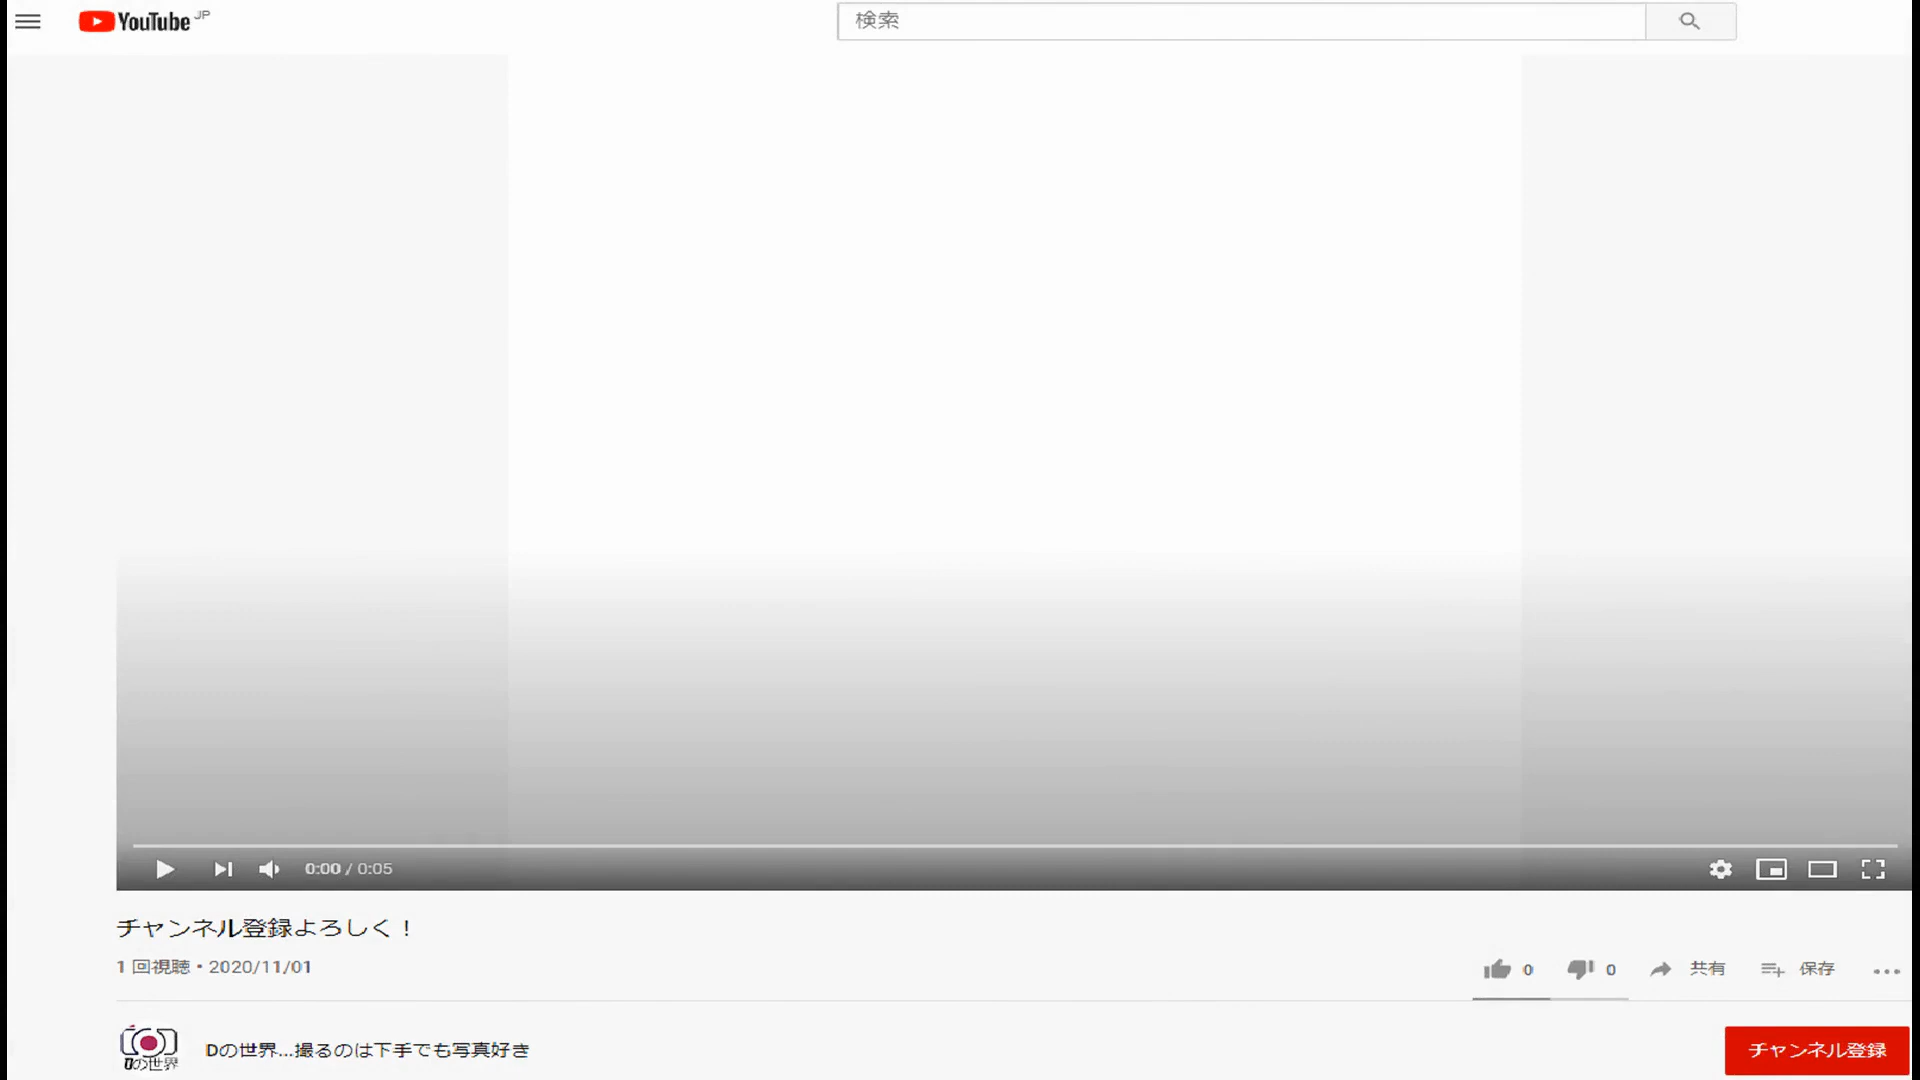 YouTube JP
検索
0:00 / 0:05
チャンネル登録よろしく！
1 回視聴・2020/11/01
0 0 共有 保存
Dの世界
Dの世界...撮るのは下手でも写真好き
チャンネル登録